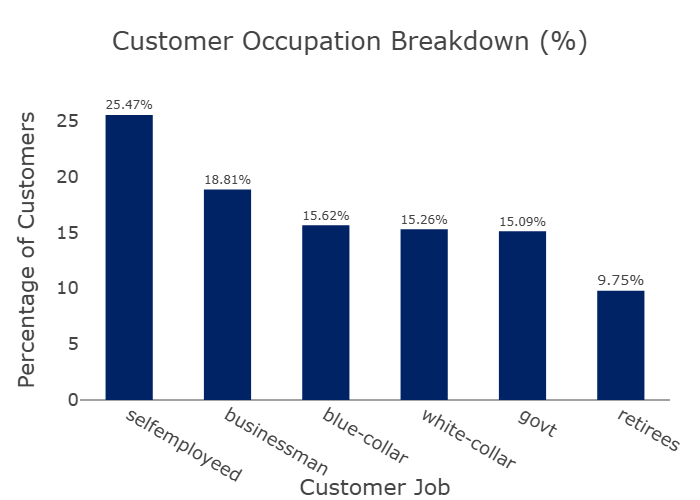 Customer Occupation Breakdown (%)
Percentage of Customers
25
20
15
10
5
0
25.47%
18.81%
15.62%
15.26%
15.09%
9.75%
selfemployeed
businessman
blue-collar
white-collar
govt
retirees
Customer Job